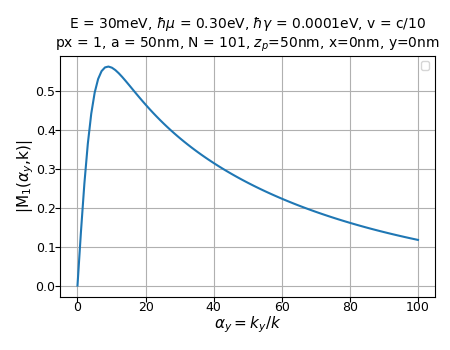 E = 30meV, ℏμ = 0.30eV, ℏγ = 0.0001eV, v = c/10
px = 1, a = 50nm, N = 101, z_p=50nm, x=0nm, y=0nm
|M₁(α_y,k)|
0.5
0.4
0.3
0.2
0.1
0.0
0 20 40 60 80 100
α_y = k_y/k